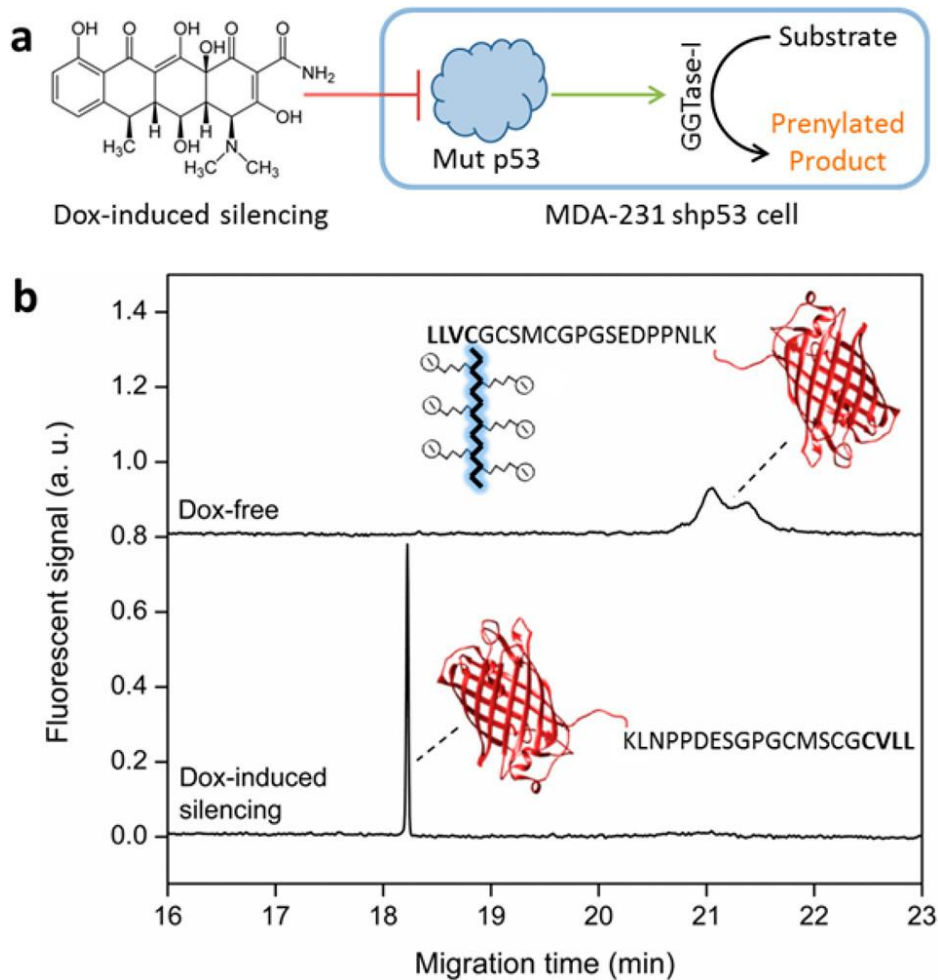 a
OH
O
OH
OH
O
O
NH₂
OH
H₃C
H
OH
H
N
H₃C
CH₃
Dox-induced silencing
Mut p53
GGTase-I
Substrate
Prenylated
Product
MDA-231 shp53 cell
b
Fluorescent signal (a. u.)
1.4
1.2
1.0
0.8
0.6
0.4
0.2
0.0
LLVCGCSMCGPGSEDPPNLK
Dox-free
KLNPPDESGPGCMSCGCVLL
Dox-induced
silencing
16
17
18
19
20
21
22
23
Migration time (min)